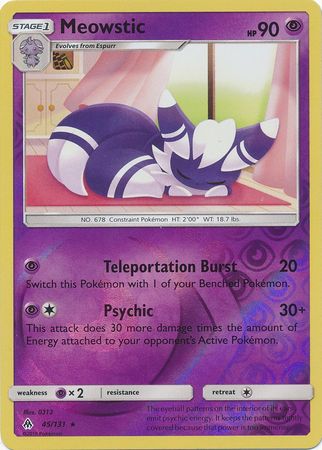 STAGE 1 Meowstic HP 90
Evolves from Espurr
NO. 678 Constraint Pokémon HT: 2'00" WT: 18.7 lbs.
Teleportation Burst 20
Switch this Pokémon with 1 of your Benched Pokémon.
Psychic 30+
This attack does 30 more damage times the amount of
Energy attached to your opponent's Active Pokémon.
weakness × 2 resistance retreat
Illus. 0313
45/131 ★
©2018 Pokémon
The eyeball patterns on the interior of its ears
emit psychic energy. It keeps the patterns tightly
covered because that power is too immense.